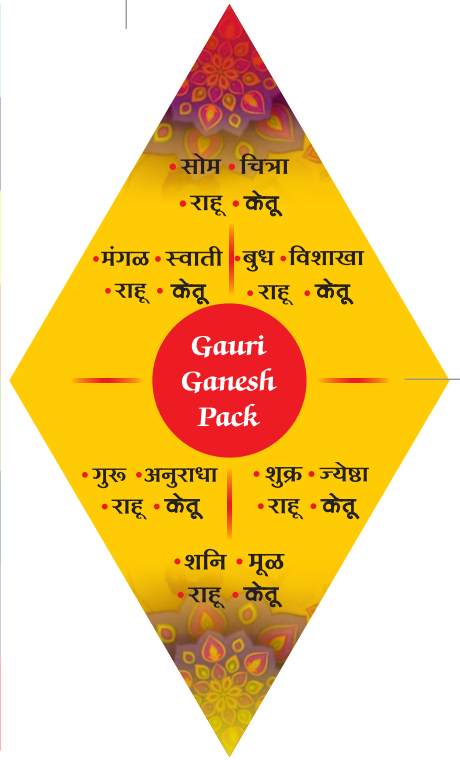 • सोम • चित्रा
• राहू • केतू
• मंगळ • स्वाती
• राहू • केतू
• बुध • विशाखा
• राहू • केतू
Gauri
Ganesh
Pack
• गुरू • अनुराधा
• राहू • केतू
• शुक्र • ज्येष्ठा
• राहू • केतू
• शनि • मूळ
• राहू • केतू